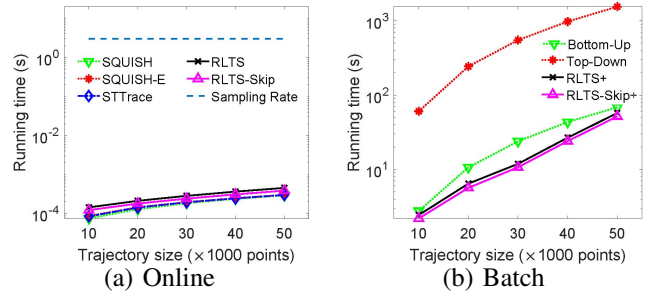 Running time (s)
10^0
10^-2
10^-4
SQUISH
SQUISH-E
STTrace
RLTS
RLTS-Skip
Sampling Rate
10 20 30 40 50
Trajectory size (×1000 points)
(a) Online
Running time (s)
10^3
10^2
10^1
Bottom-Up
Top-Down
RLTS+
RLTS-Skip+
10 20 30 40 50
Trajectory size (×1000 points)
(b) Batch